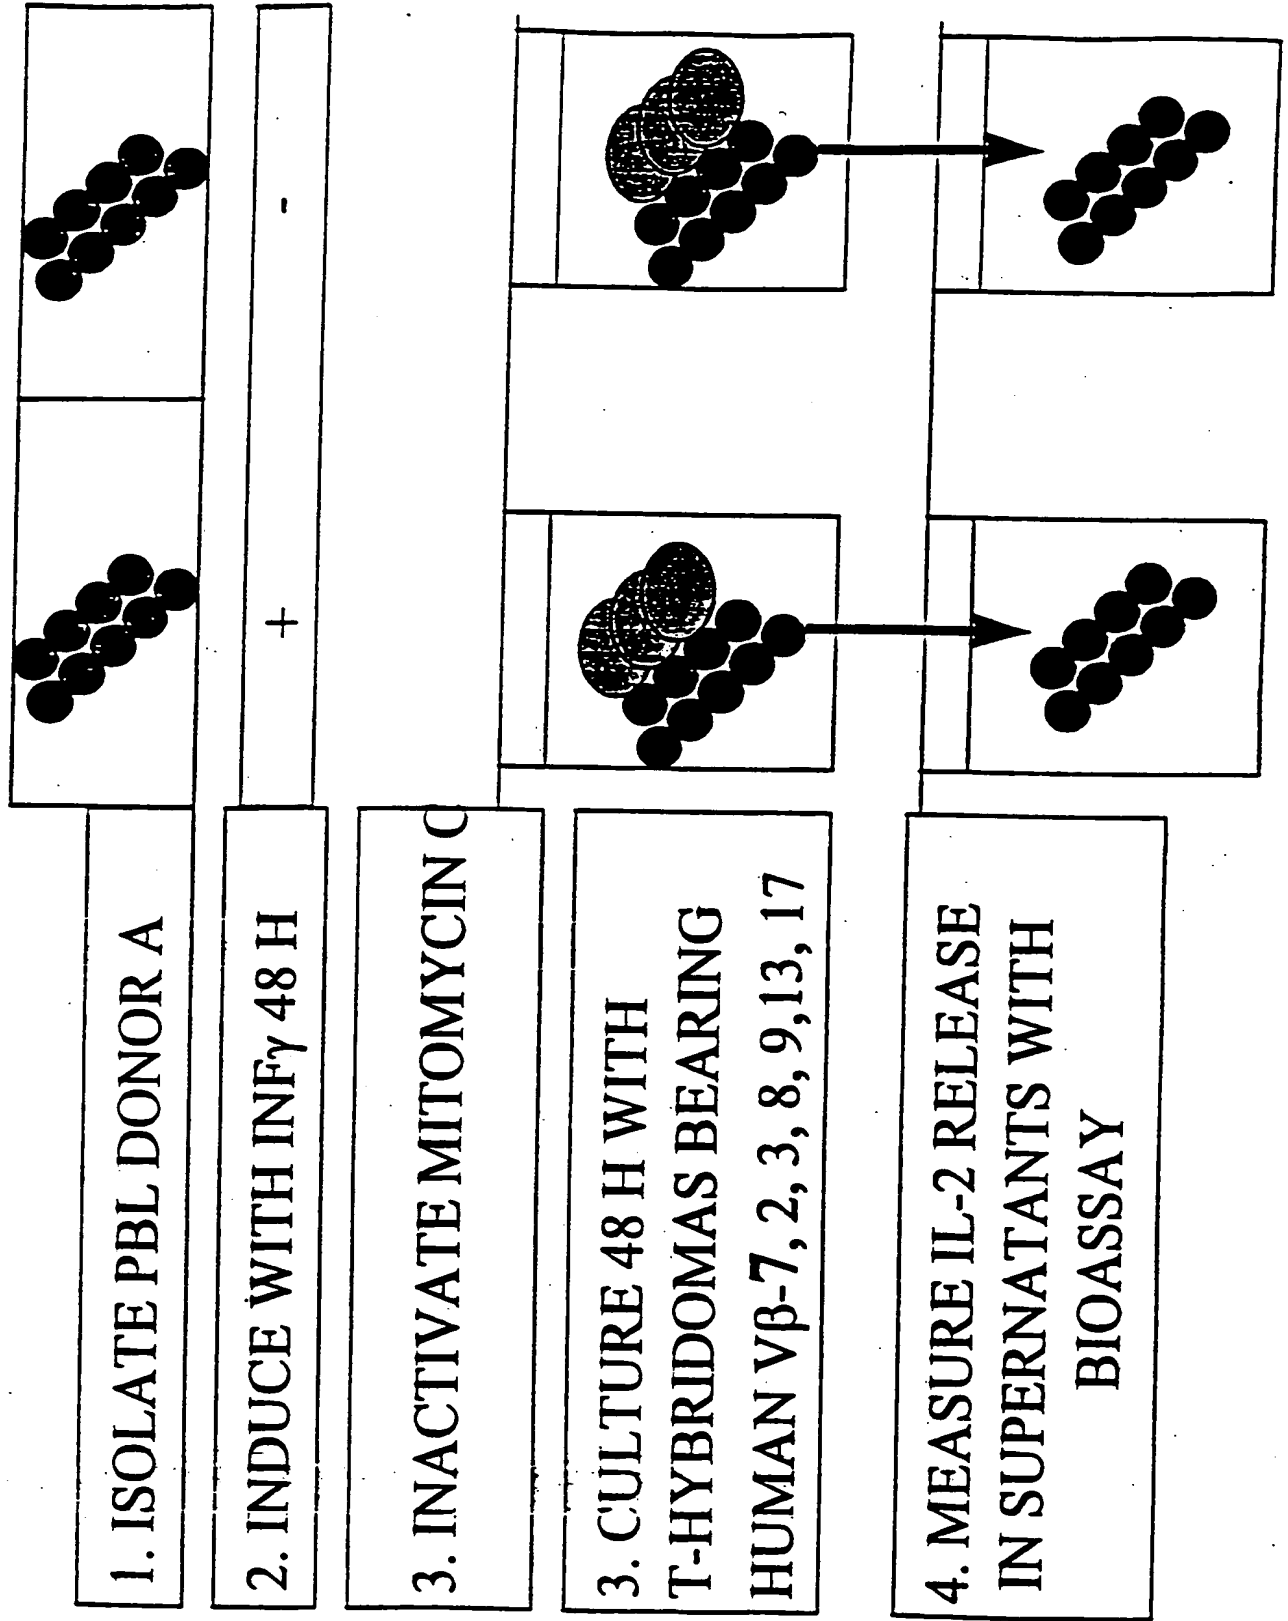 1. ISOLATE PBL DONOR A
2. INDUCE WITH INFγ 48 H
+ -
3. INACTIVATE MITOMYCIN C
3. CULTURE 48 H WITH
T-HYBRIDOMAS BEARING
HUMAN Vβ-7, 2, 3, 8, 9,13, 17
4. MEASURE IL-2 RELEASE
IN SUPERNATANTS WITH
BIOASSAY